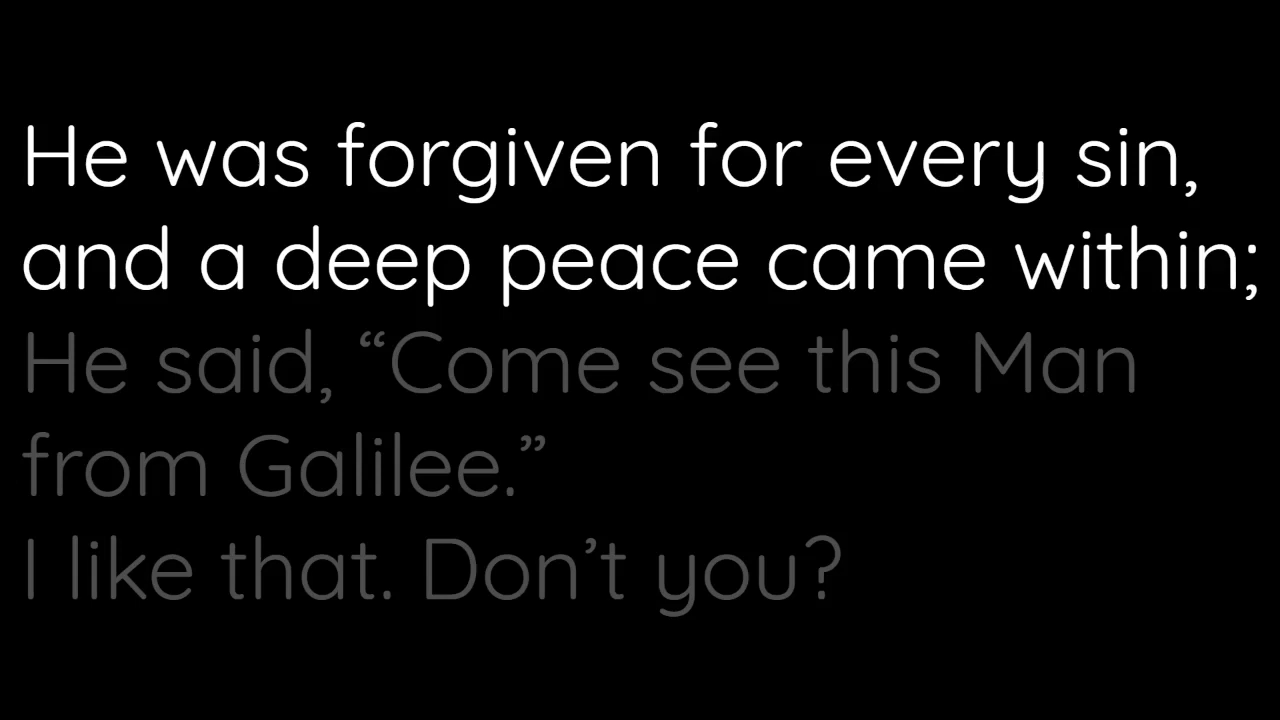 He was forgiven for every sin,
and a deep peace came within;
He said, “Come see this Man
from Galilee.”
I like that. Don’t you?